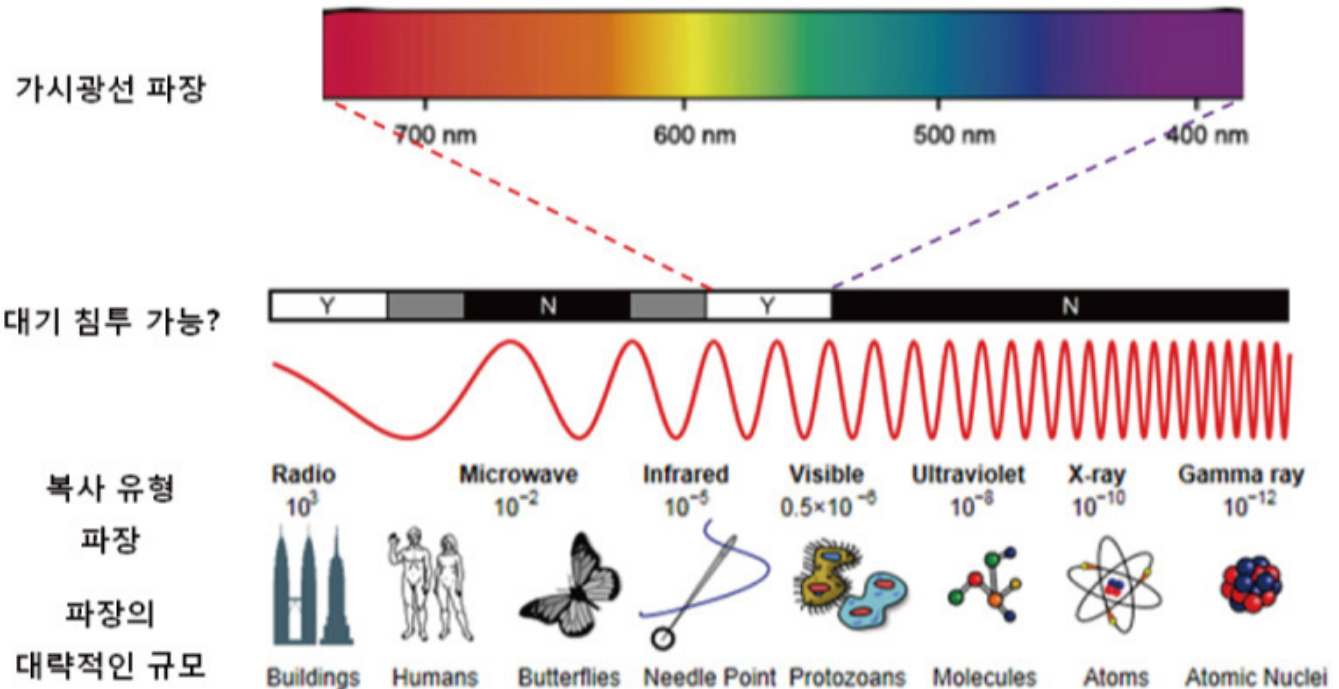 가시광선 파장
700 nm 600 nm 500 nm 400 nm
대기 침투 가능?
Y N Y N
복사 유형
Radio Microwave Infrared Visible Ultraviolet X-ray Gamma ray
10³ 10⁻² 10⁻⁵ 0.5×10⁻⁶ 10⁻⁸ 10⁻¹⁰ 10⁻¹²
파장
파장의
대략적인 규모
Buildings Humans Butterflies Needle Point Protozoans Molecules Atoms Atomic Nuclei